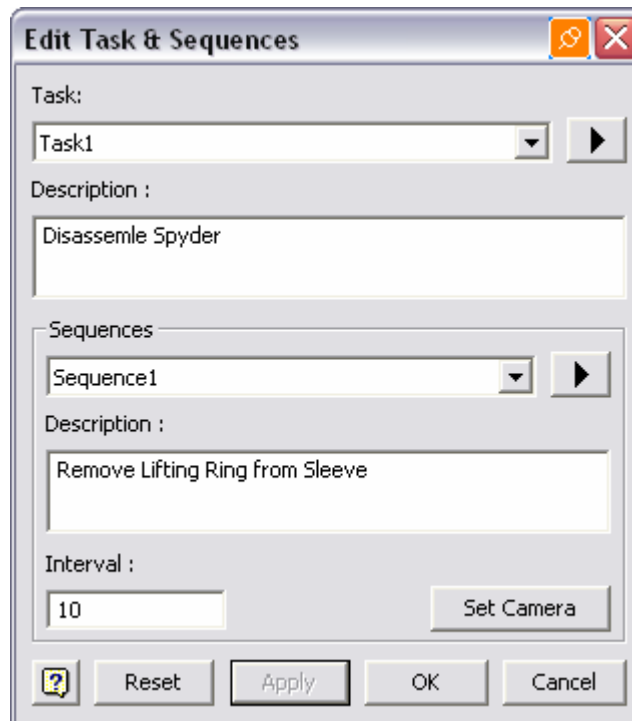 Edit Task & Sequences
Task:
Task1
Description :
Disassemle Spyder
Sequences
Sequence1
Description :
Remove Lifting Ring from Sleeve
Interval :
10
Set Camera
?
Reset
Apply
OK
Cancel